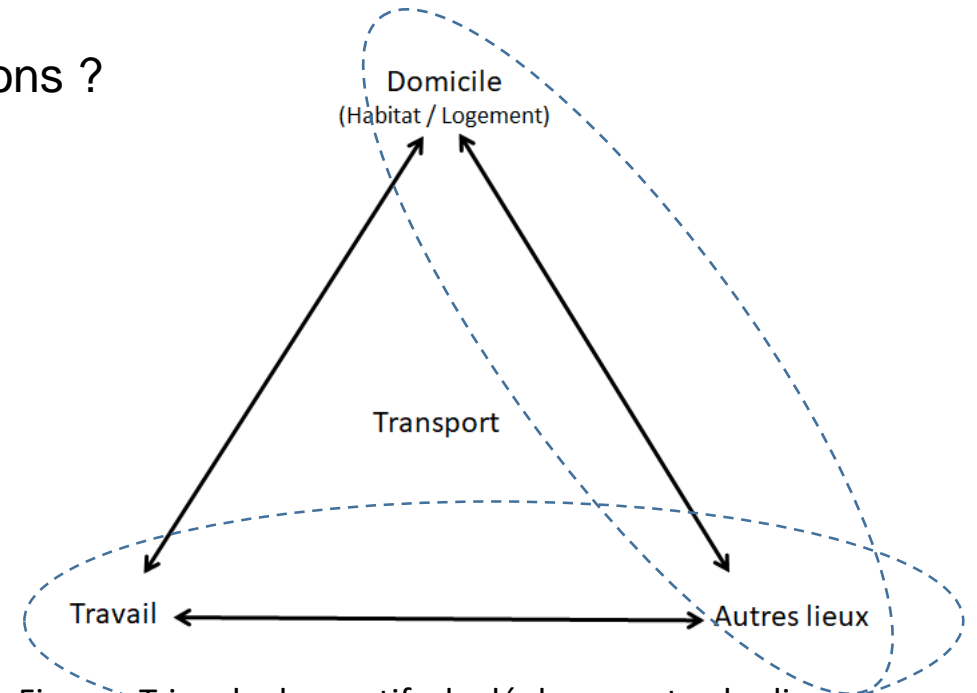 ons ?
Domicile
(Habitat / Logement)
Transport
Travail
Autres lieux